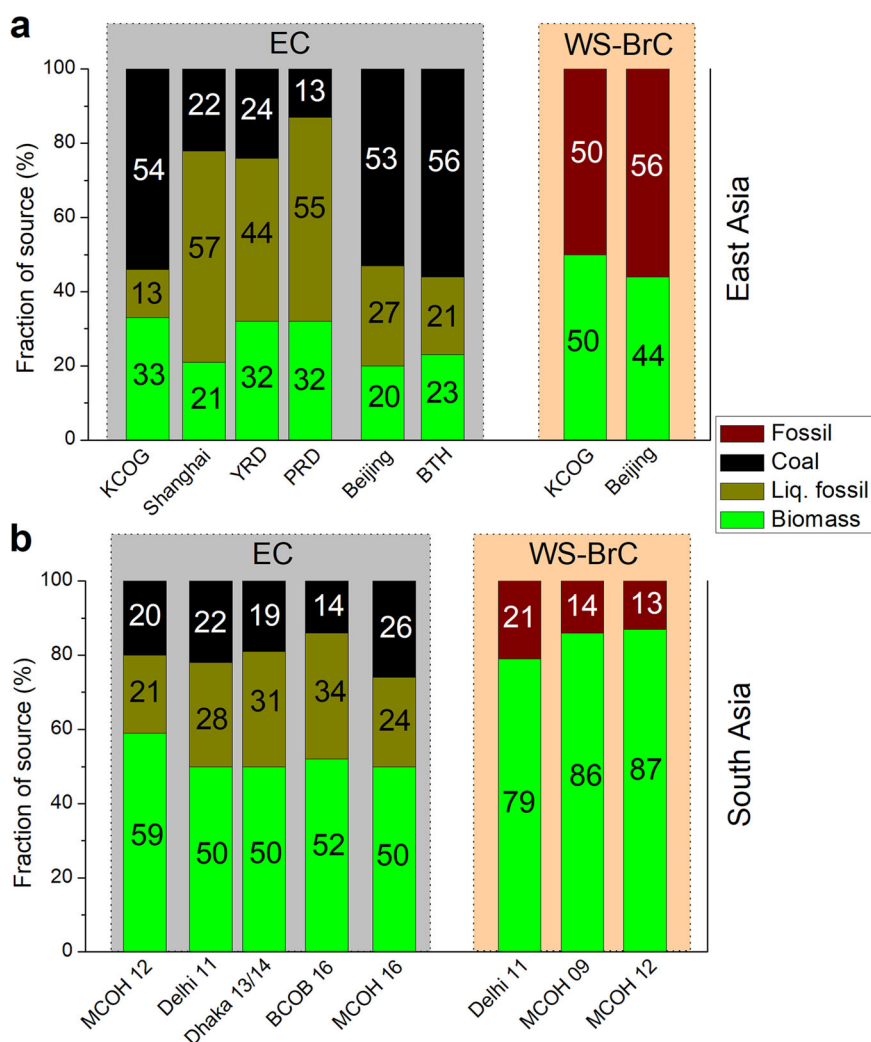 a
EC
WS-BrC
100
80
60
40
20
0
Fraction of source (%)
54
13
33
22
57
21
24
44
32
13
55
32
53
27
20
56
21
23
50
50
56
44
KCOG
Shanghai
YRD
PRD
Beijing
BTH
KCOG
Beijing
East Asia
Fossil
Coal
Liq. fossil
Biomass
b
EC
WS-BrC
100
80
60
40
20
0
Fraction of source (%)
20
21
59
22
28
50
19
31
50
14
34
52
26
24
50
21
79
14
86
13
87
MCOH 12
Delhi 11
Dhaka 13/14
BCOB 16
MCOH 16
Delhi 11
MCOH 09
MCOH 12
South Asia